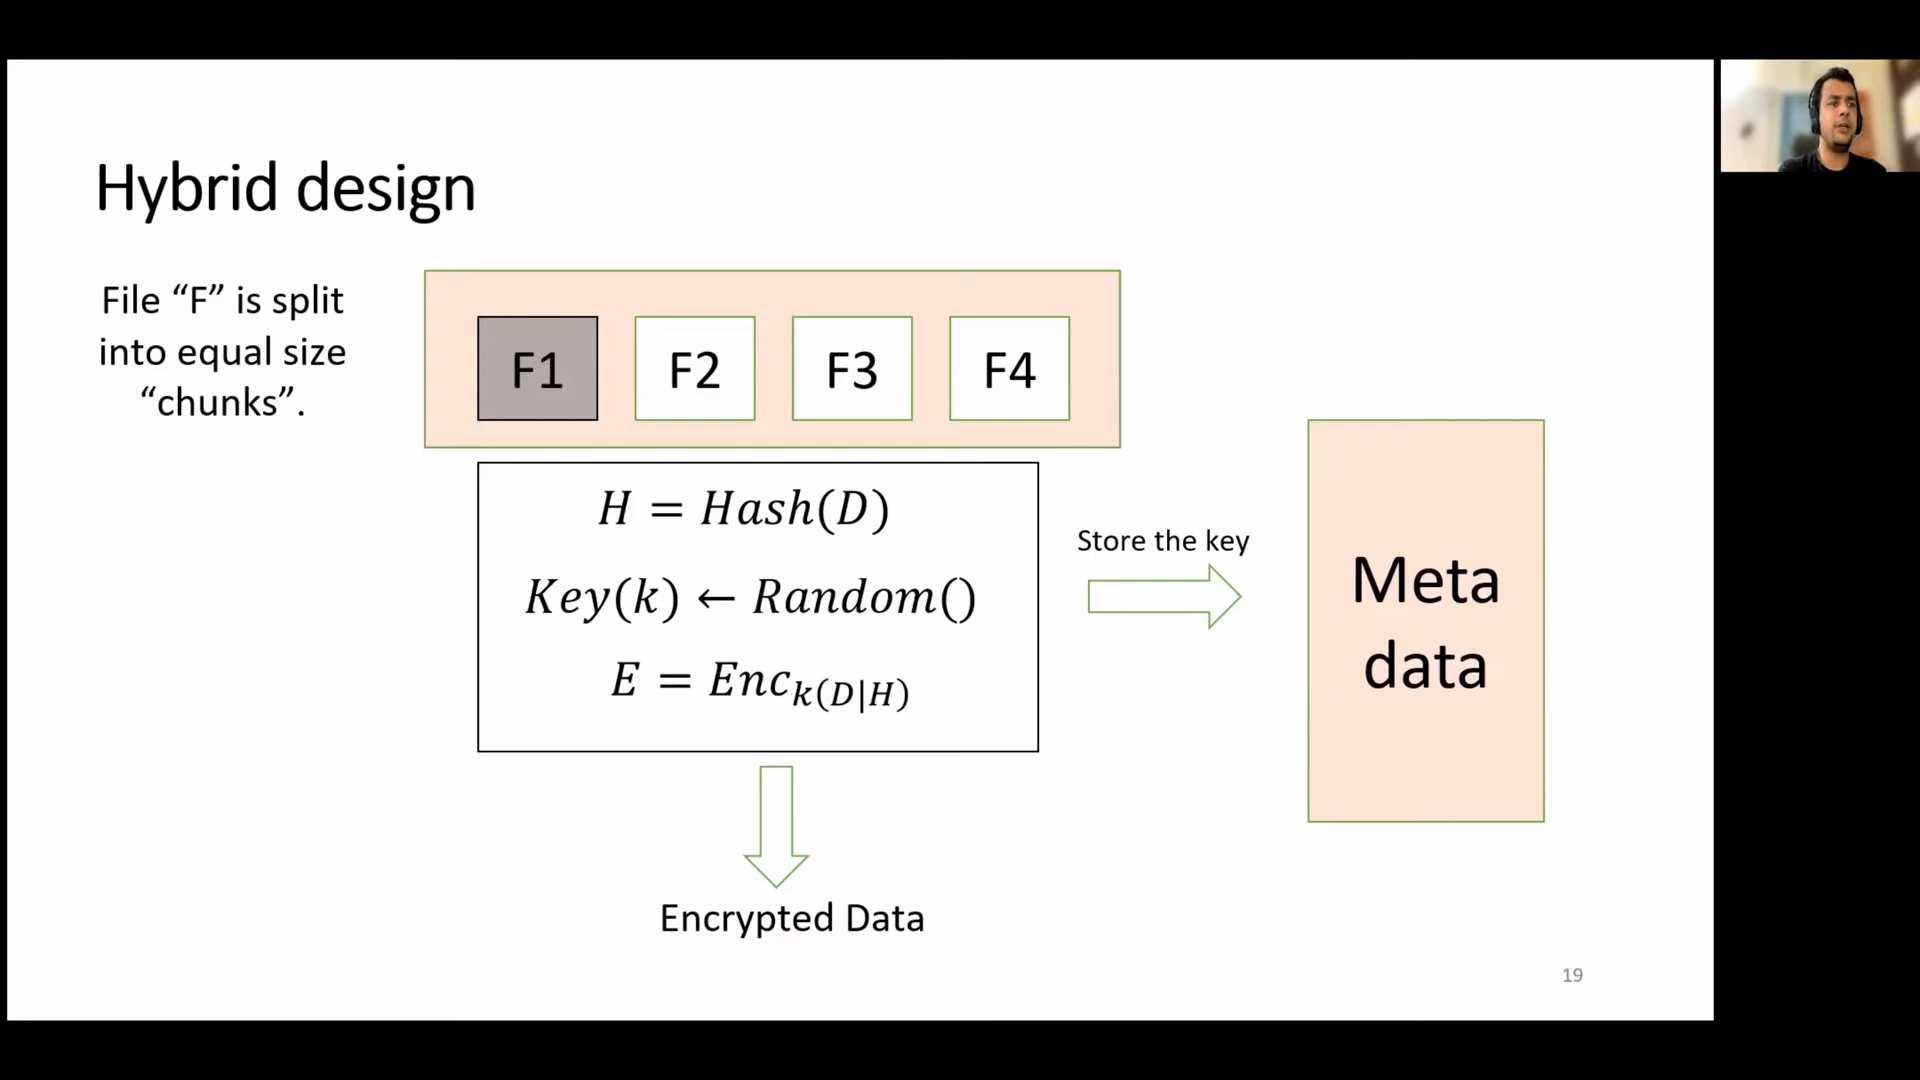 Hybrid design
File “F” is split
into equal size
“chunks”.
F1 F2 F3 F4
H = Hash(D)
Key(k) ← Random()
E = Enc_{k(D|H)}
Store the key
Meta
data
Encrypted Data
19